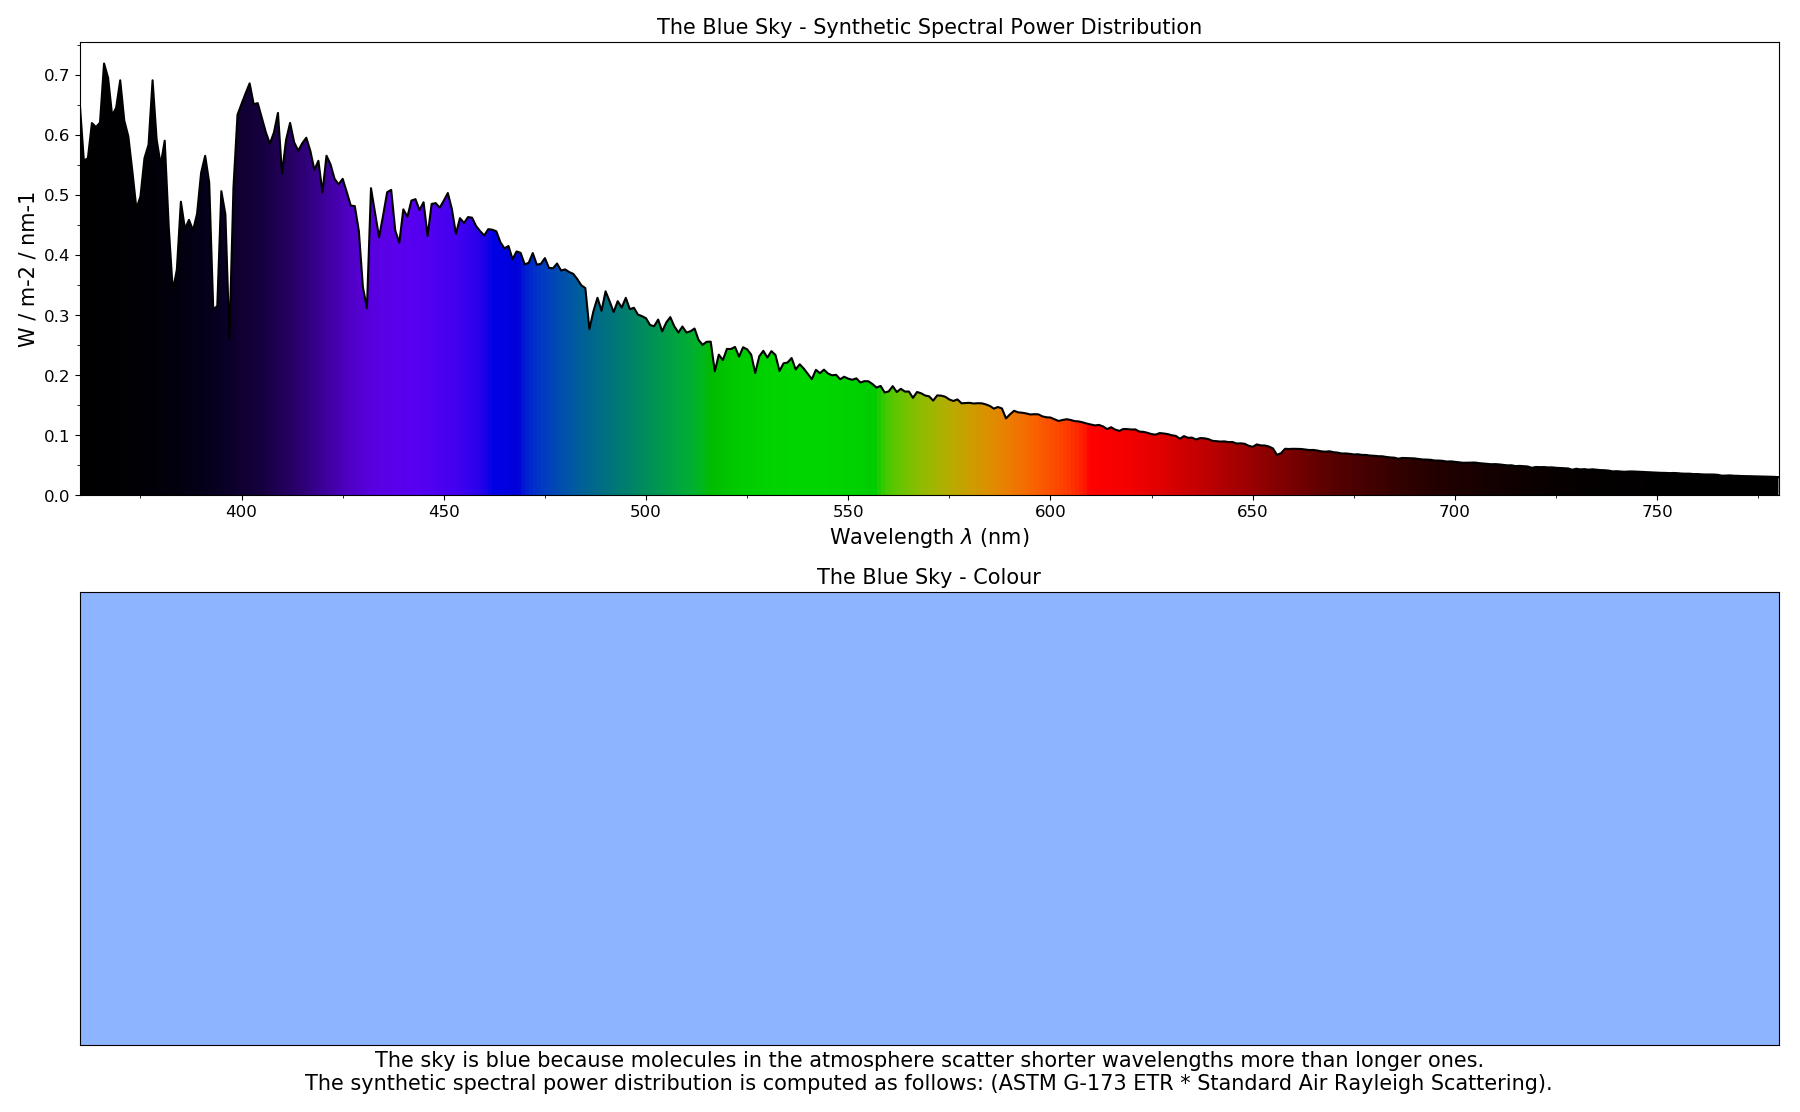 The Blue Sky - Synthetic Spectral Power Distribution
W / m-2 / nm-1
0.7
0.6
0.5
0.4
0.3
0.2
0.1
0.0
400 450 500 550 600 650 700 750
Wavelength λ (nm)
The Blue Sky - Colour
The sky is blue because molecules in the atmosphere scatter shorter wavelengths more than longer ones.
The synthetic spectral power distribution is computed as follows: (ASTM G-173 ETR * Standard Air Rayleigh Scattering).